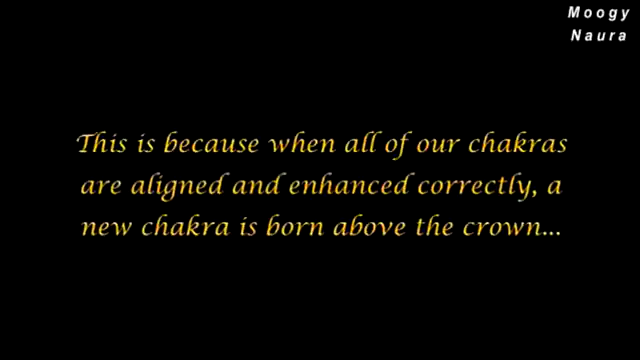 Moogy
Naura
This is because when all of our chakras
are aligned and enhanced correctly, a
new chakra is born above the crown...